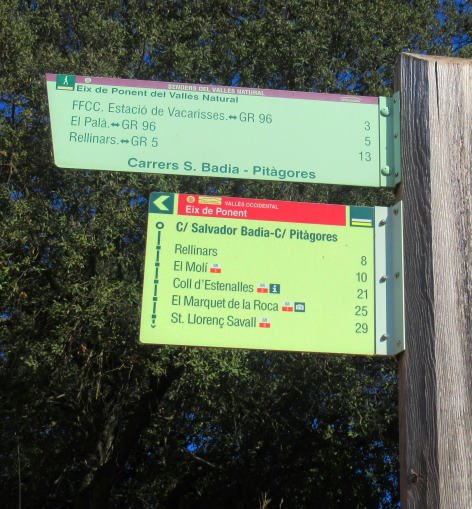 SENDERS DEL VALLÈS NATURAL
Eix de Ponent del Vallès Natural
FFCC. Estació de Vacarisses.↔GR 96 3
El Palà.↔GR 96 5
Rellinars.↔GR 5 13
Carrers S. Badia - Pitàgores
VALLÈS OCCIDENTAL
Eix de Ponent
C/ Salvador Badia-C/ Pitàgores
Rellinars 8
El Molí 10
Coll d'Estenalles i 21
El Marquet de la Roca 25
St. Llorenç Savall 29